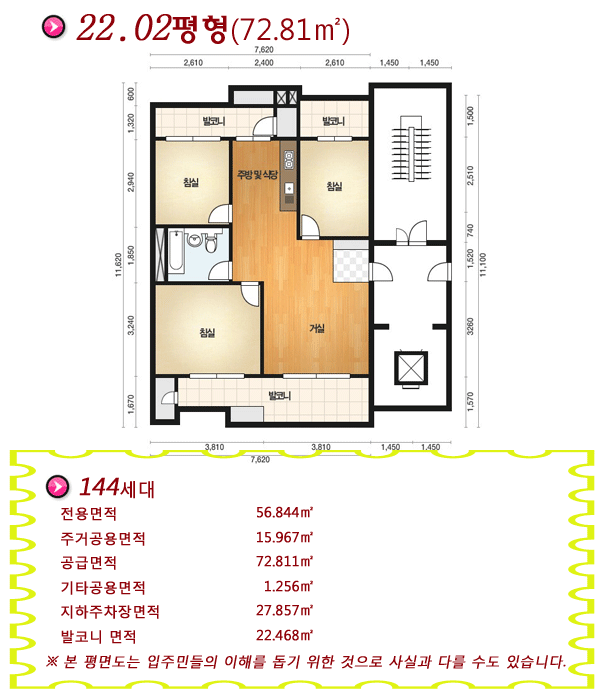 22.02평형(72.81㎡)
7,620
2,610 2,400 2,610 1,450 1,450
600
1,320
2,940
1,850
3,240
1,670
11,620
1,500
2,510
740
1,520
3260
1,570
11,100
발코니 발코니
침실 주방 및 식당 침실
침실 거실
발코니
3,810 3,810 1,450 1,450
7,620
144세대
전용면적 56.844㎡
주거공용면적 15.967㎡
공급면적 72.811㎡
기타공용면적 1.256㎡
지하주차장면적 27.857㎡
발코니 면적 22.468㎡
※ 본 평면도는 입주민들의 이해를 돕기 위한 것으로 사실과 다를 수도 있습니다.